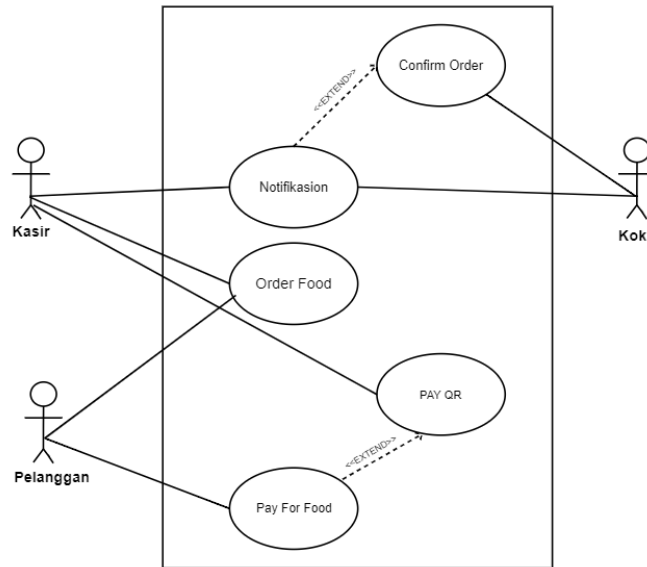 Confirm Order
<<EXTEND>>
Notifikasion
Kasir
Kok
Order Food
PAY QR
<<EXTEND>>
Pelanggan
Pay For Food